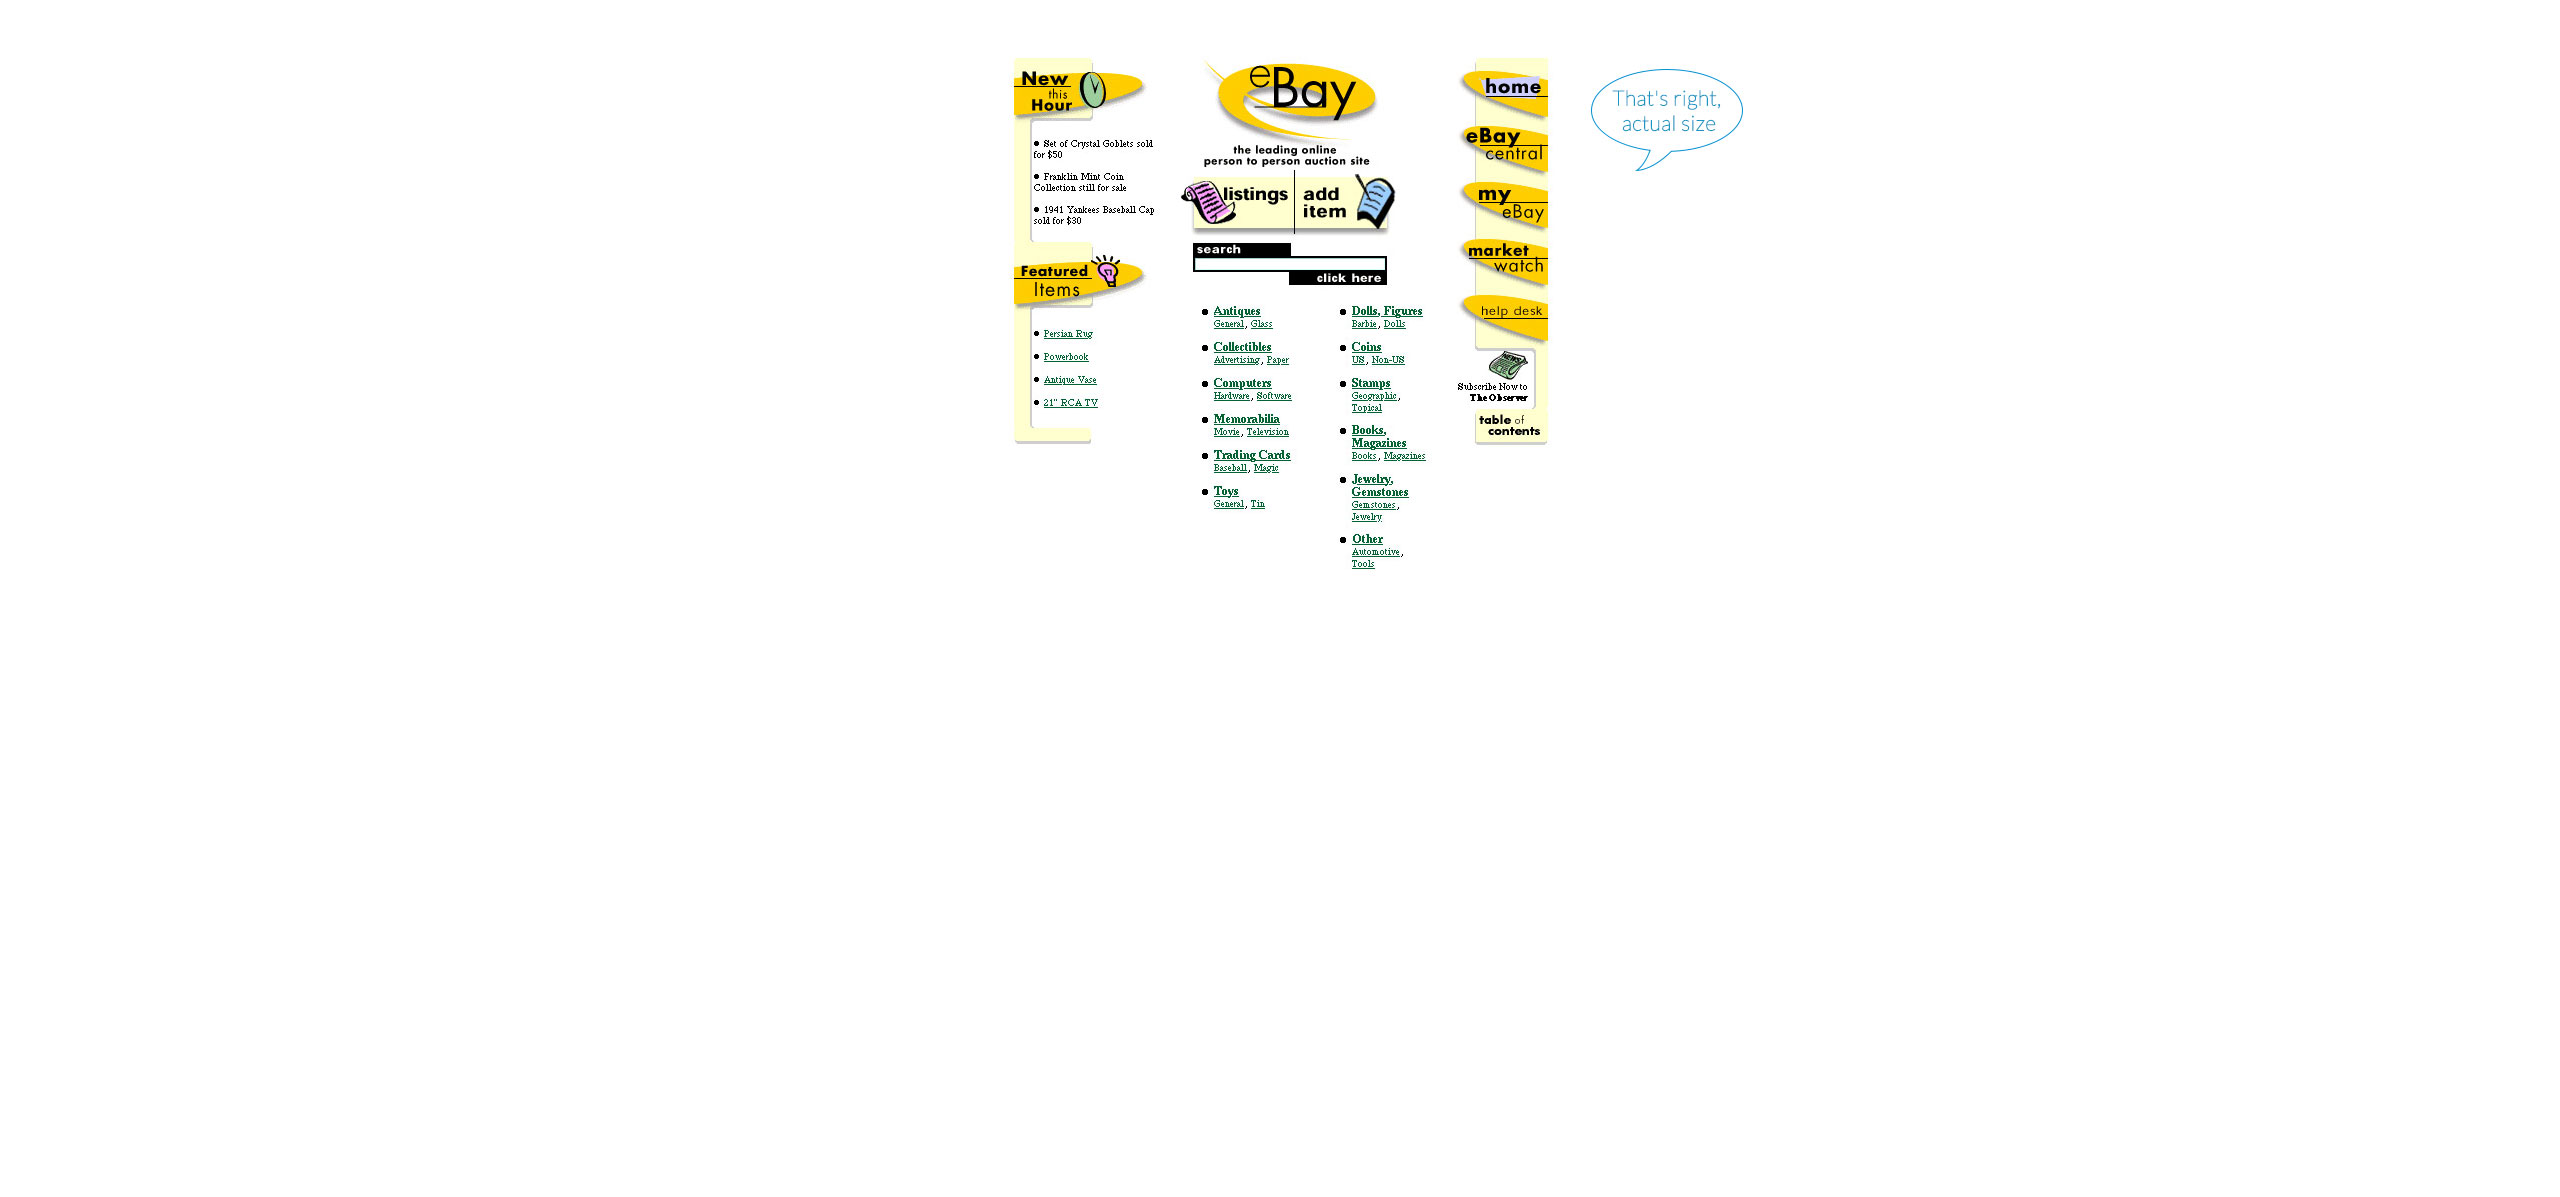 New
this
Hour
Set of Crystal Goblets sold
for $50
Franklin Mint Coin
Collection still for sale
1941 Yankees Baseball Cap
sold for $30
Featured
Items
Persian Rug
Powerbook
Antique Vase
21" RCA TV
eBay
the leading online
person to person auction site
listings
add
item
search
click here
Antiques
General, Glass
Collectibles
Advertising, Paper
Computers
Hardware, Software
Memorabilia
Movie, Television
Trading Cards
Baseball, Magic
Toys
General, Tin
Dolls, Figures
Barbie, Dolls
Coins
US, Non-US
Stamps
Geographic,
Topical
Books,
Magazines
Books, Magazines
Jewelry,
Gemstones
Gemstones,
Jewelry
Other
Automotive,
Tools
home
eBay
central
my
eBay
market
watch
help desk
NEWS
Subscribe Now to
The Observer
table of
contents
That's right,
actual size